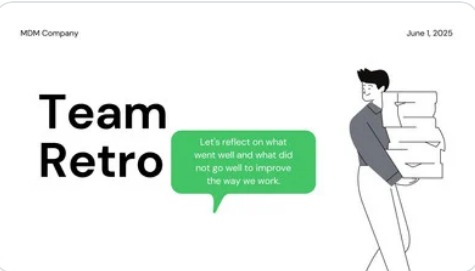 MDM Company
June 1, 2025
Team
Retro
Let's reflect on what
went well and what did
not go well to improve
the way we work.